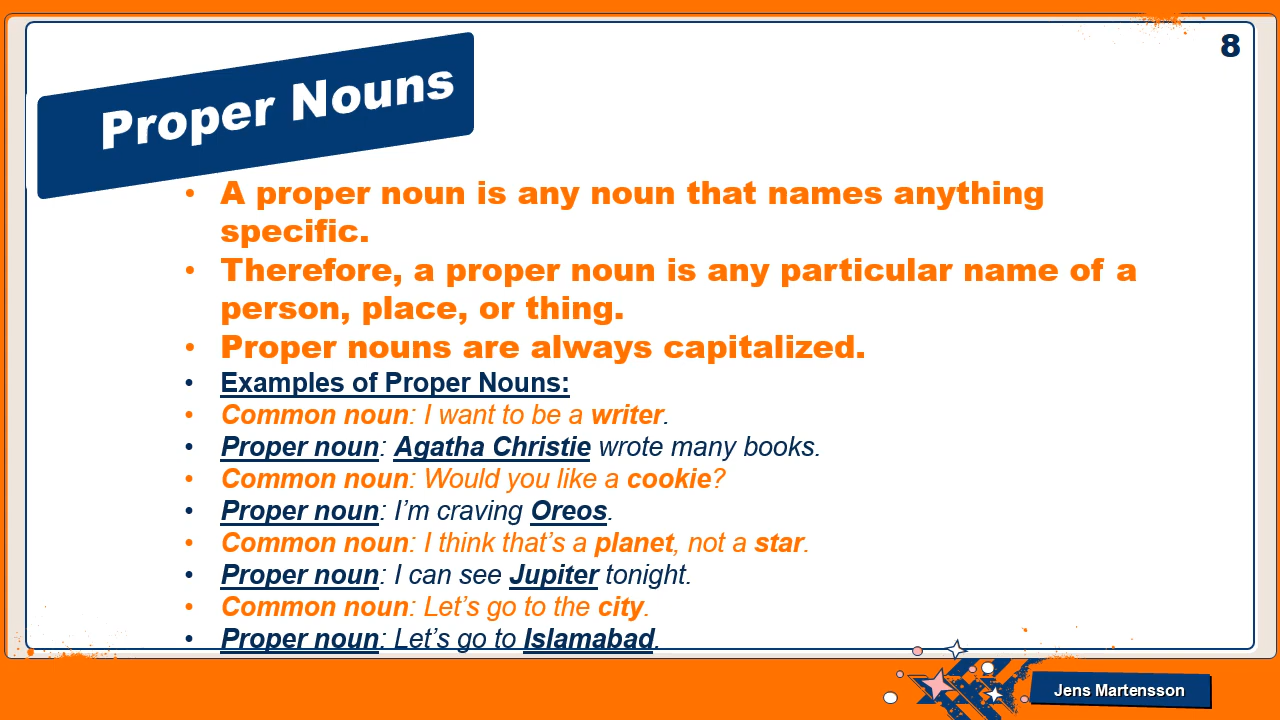 8
Proper Nouns
• A proper noun is any noun that names anything
specific.
• Therefore, a proper noun is any particular name of a
person, place, or thing.
• Proper nouns are always capitalized.
• Examples of Proper Nouns:
• Common noun: I want to be a writer.
• Proper noun: Agatha Christie wrote many books.
• Common noun: Would you like a cookie?
• Proper noun: I’m craving Oreos.
• Common noun: I think that’s a planet, not a star.
• Proper noun: I can see Jupiter tonight.
• Common noun: Let’s go to the city.
• Proper noun: Let’s go to Islamabad.
Jens Martensson